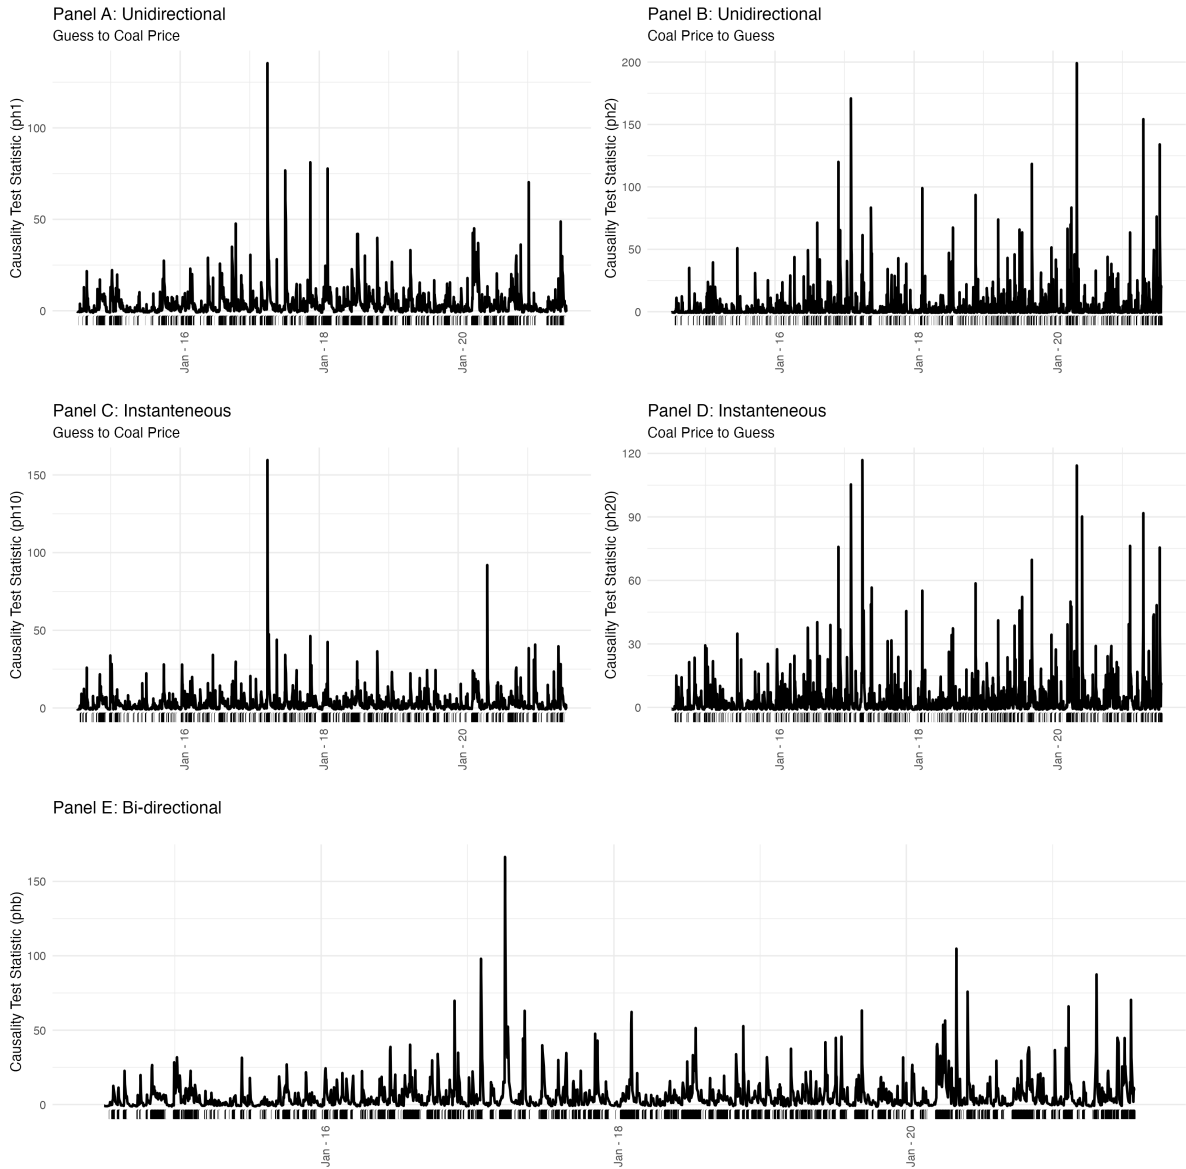 Panel A: Unidirectional
Guess to Coal Price
Causality Test Statistic (ph1)
100
50
0
Jan - 16
Jan - 18
Jan - 20
Panel B: Unidirectional
Coal Price to Guess
Causality Test Statistic (ph2)
200
150
100
50
0
Jan - 16
Jan - 18
Jan - 20
Panel C: Instanteneous
Guess to Coal Price
Causality Test Statistic (ph10)
150
100
50
0
Jan - 16
Jan - 18
Jan - 20
Panel D: Instanteneous
Coal Price to Guess
Causality Test Statistic (ph20)
120
90
60
30
0
Jan - 16
Jan - 18
Jan - 20
Panel E: Bi-directional
Causality Test Statistic (phb)
150
100
50
0
Jan - 16
Jan - 18
Jan - 20